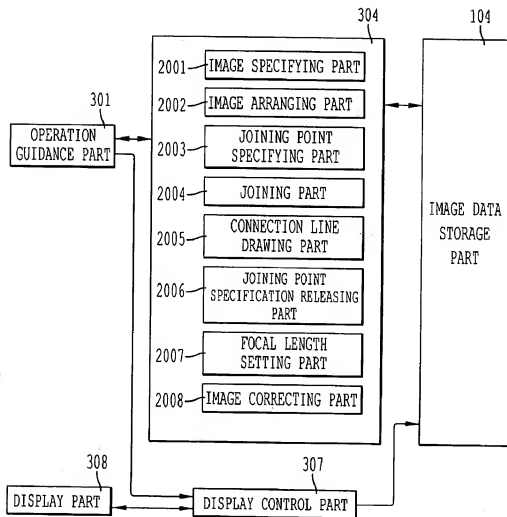 304
104
2001
IMAGE SPECIFYING PART
2002
IMAGE ARRANGING PART
301
OPERATION
GUIDANCE PART
2003
JOINING POINT
SPECIFYING PART
2004
JOINING PART
2005
CONNECTION LINE
DRAWING PART
IMAGE DATA
STORAGE
PART
2006
JOINING POINT
SPECIFICATION RELEASING
PART
2007
FOCAL LENGTH
SETTING PART
2008
IMAGE CORRECTING PART
308
DISPLAY PART
307
DISPLAY CONTROL PART